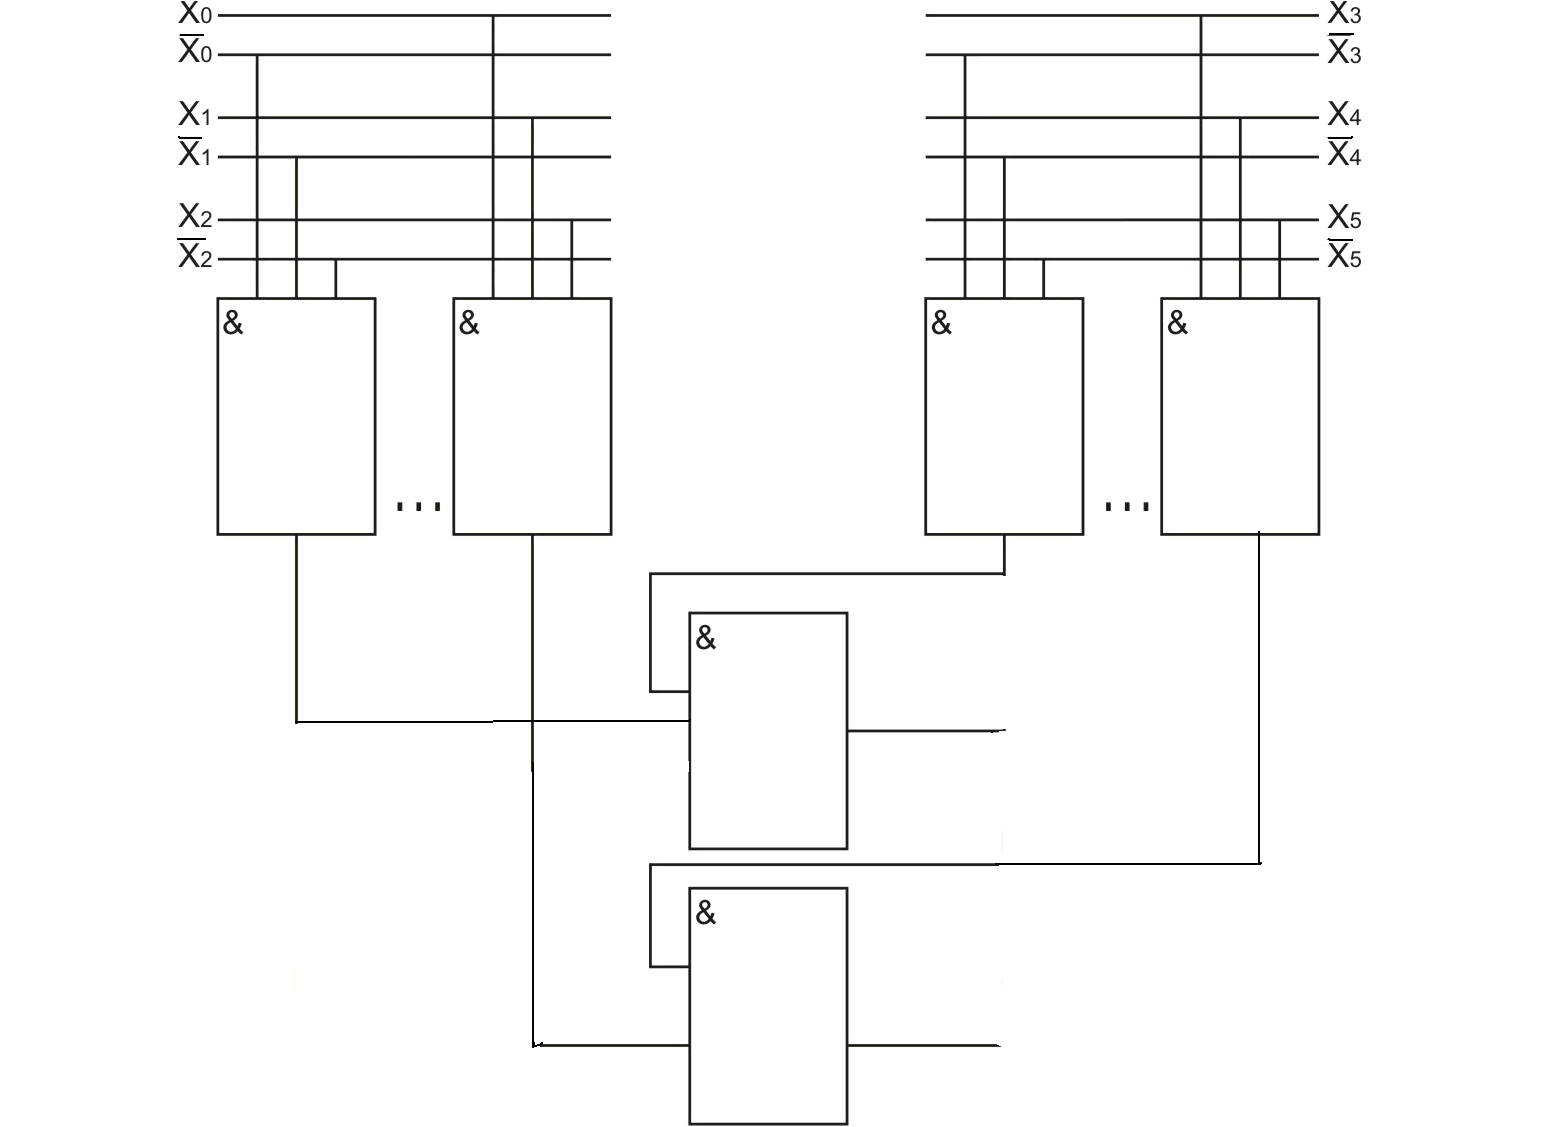 X0 X3
X̅0 X̅3
X1 X4
X̅1 X̅4
X2 X5
X̅2 X̅5
& & & &
... ...
&
&